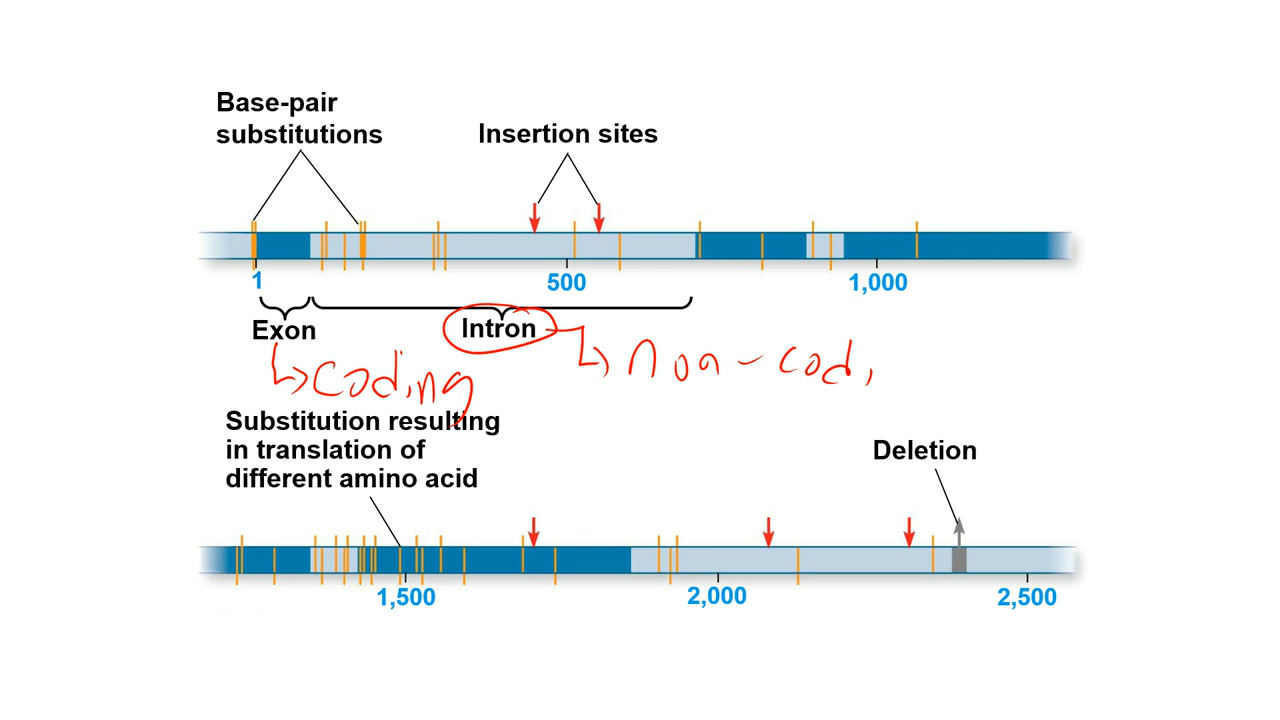 Base-pair
substitutions
Insertion sites
1
500
1,000
Exon
Intron
coding
non-cod,
Substitution resulting
in translation of
different amino acid
Deletion
1,500
2,000
2,500